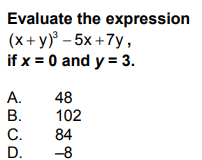 Evaluate the expression
(x + y)³ – 5x + 7y ,
if x = 0 and y = 3.
A. 48
B. 102
C. 84
D. –8